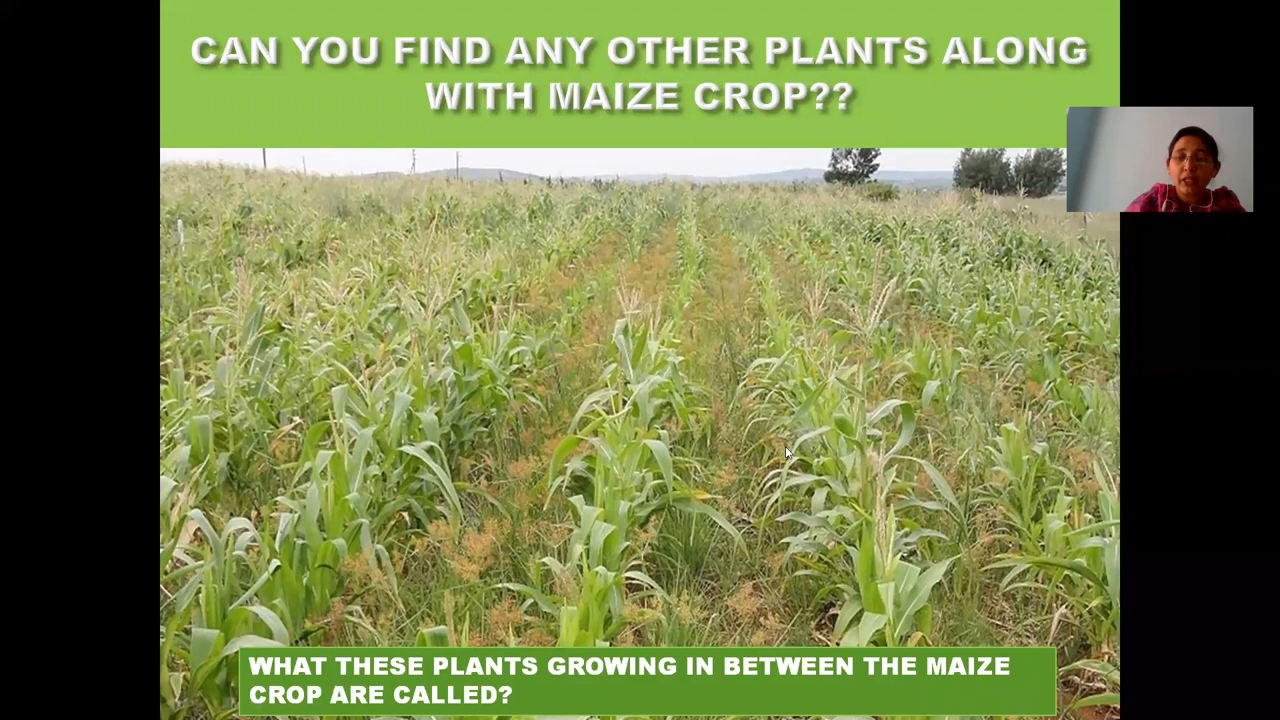 CAN YOU FIND ANY OTHER PLANTS ALONG
WITH MAIZE CROP??
WHAT THESE PLANTS GROWING IN BETWEEN THE MAIZE
CROP ARE CALLED?